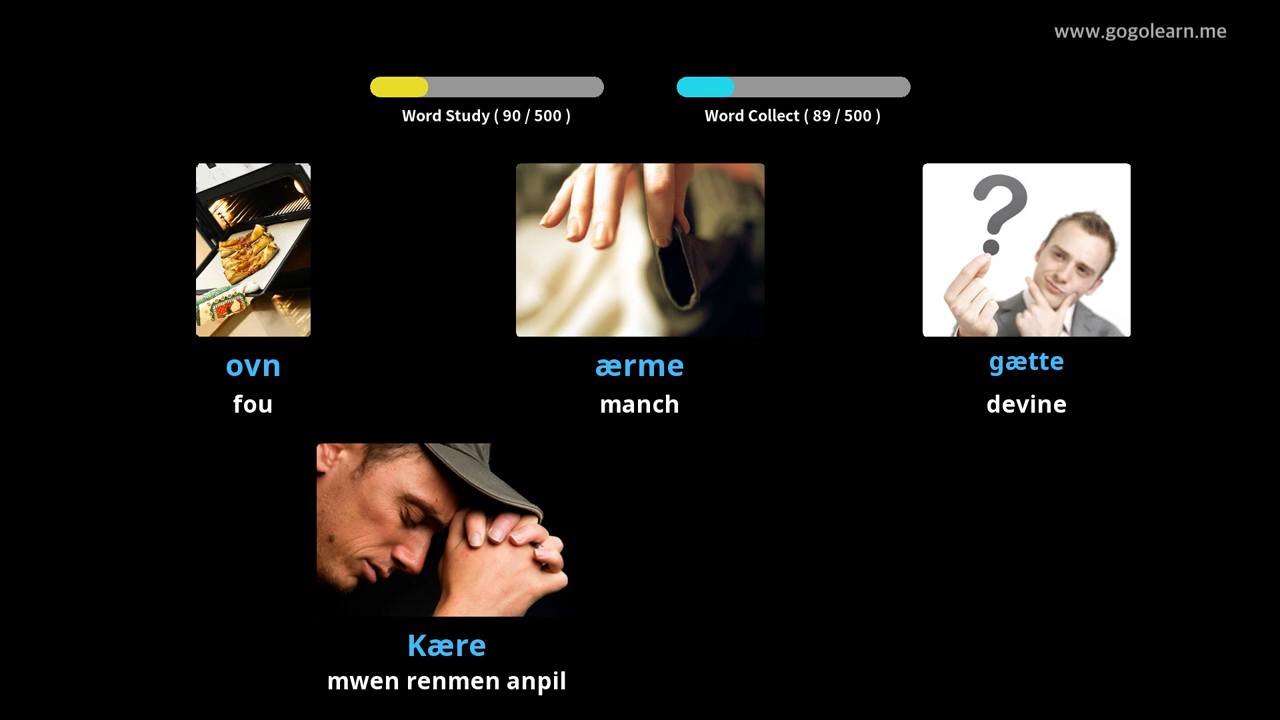 www.gogolearn.me
Word Study ( 90 / 500 )
Word Collect ( 89 / 500 )
ovn
fou
ærme
manch
gætte
devine
Kære
mwen renmen anpil